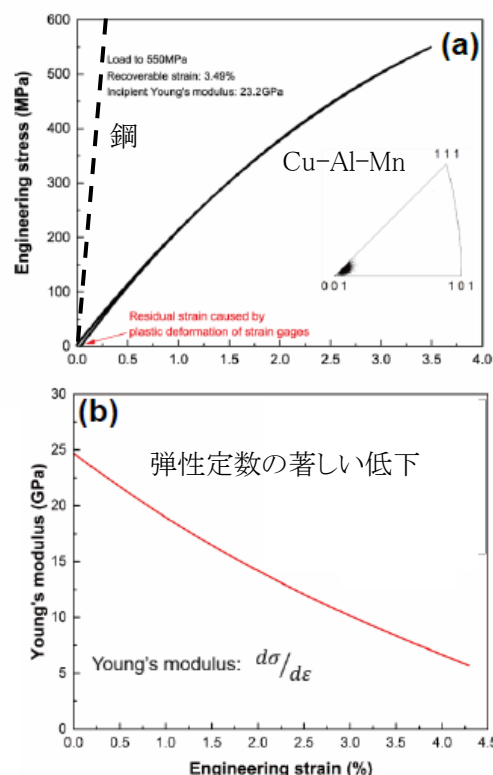 (a)
Load to 550MPa
Recoverable strain: 3.49%
Incipient Young's modulus: 23.2GPa
鋼
Cu-Al-Mn
1 1 1
0 0 1
1 0 1
Residual strain caused by
plastic deformation of strain gages
Engineering stress (MPa)
600
500
400
300
200
100
0
0.0 0.5 1.0 1.5 2.0 2.5 3.0 3.5 4.0
(b)
弾性定数の著しい低下
Young's modulus: dσ/dε
Young's modulus (GPa)
30
25
20
15
10
5
0
0.0 0.5 1.0 1.5 2.0 2.5 3.0 3.5 4.0 4.5
Engineering strain (%)